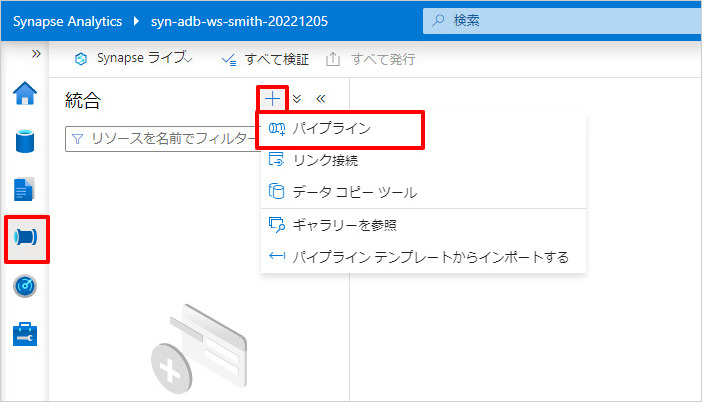 Synapse Analytics ▸ syn-adb-ws-smith-20221205
検索
Synapse ライブ すべて検証 すべて発行
統合
リソースを名前でフィルター
パイプライン
リンク接続
データ コピー ツール
ギャラリーを参照
パイプライン テンプレートからインポートする